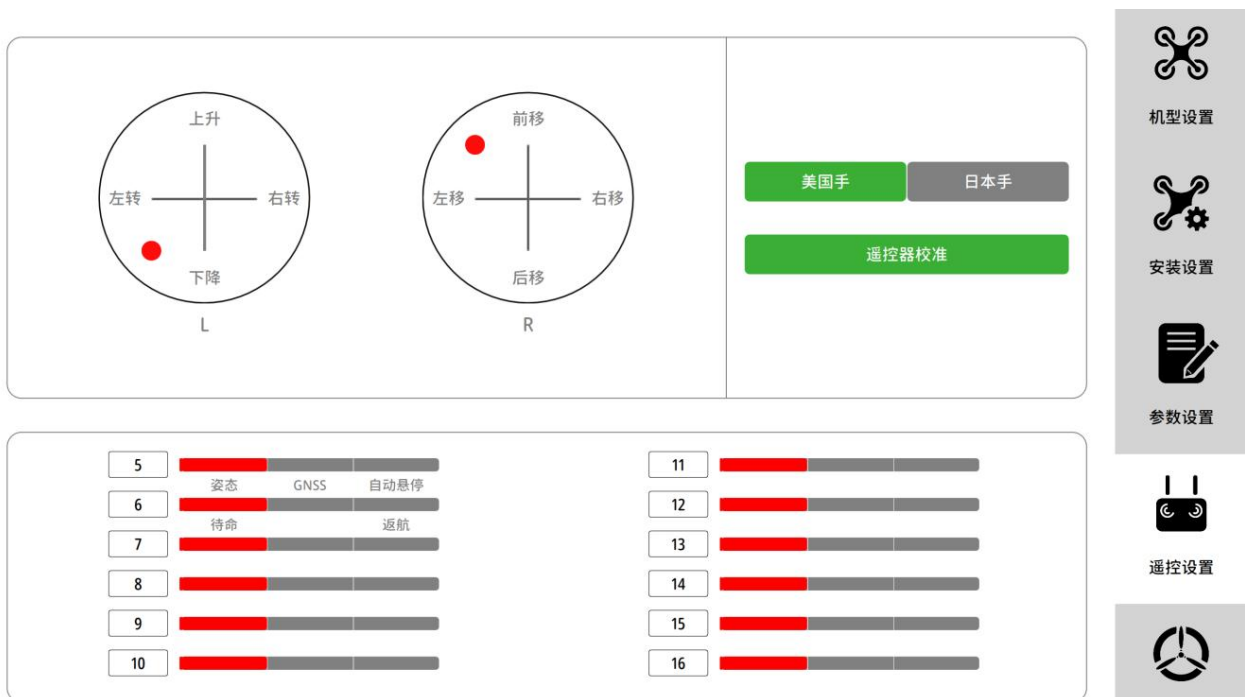 上升
左转
右转
下降
L
前移
左移
右移
后移
R
美国手
日本手
遥控器校准
5
姿态 GNSS 自动悬停
6
待命 返航
7
8
9
10
11
12
13
14
15
16
机型设置
安装设置
参数设置
遥控设置